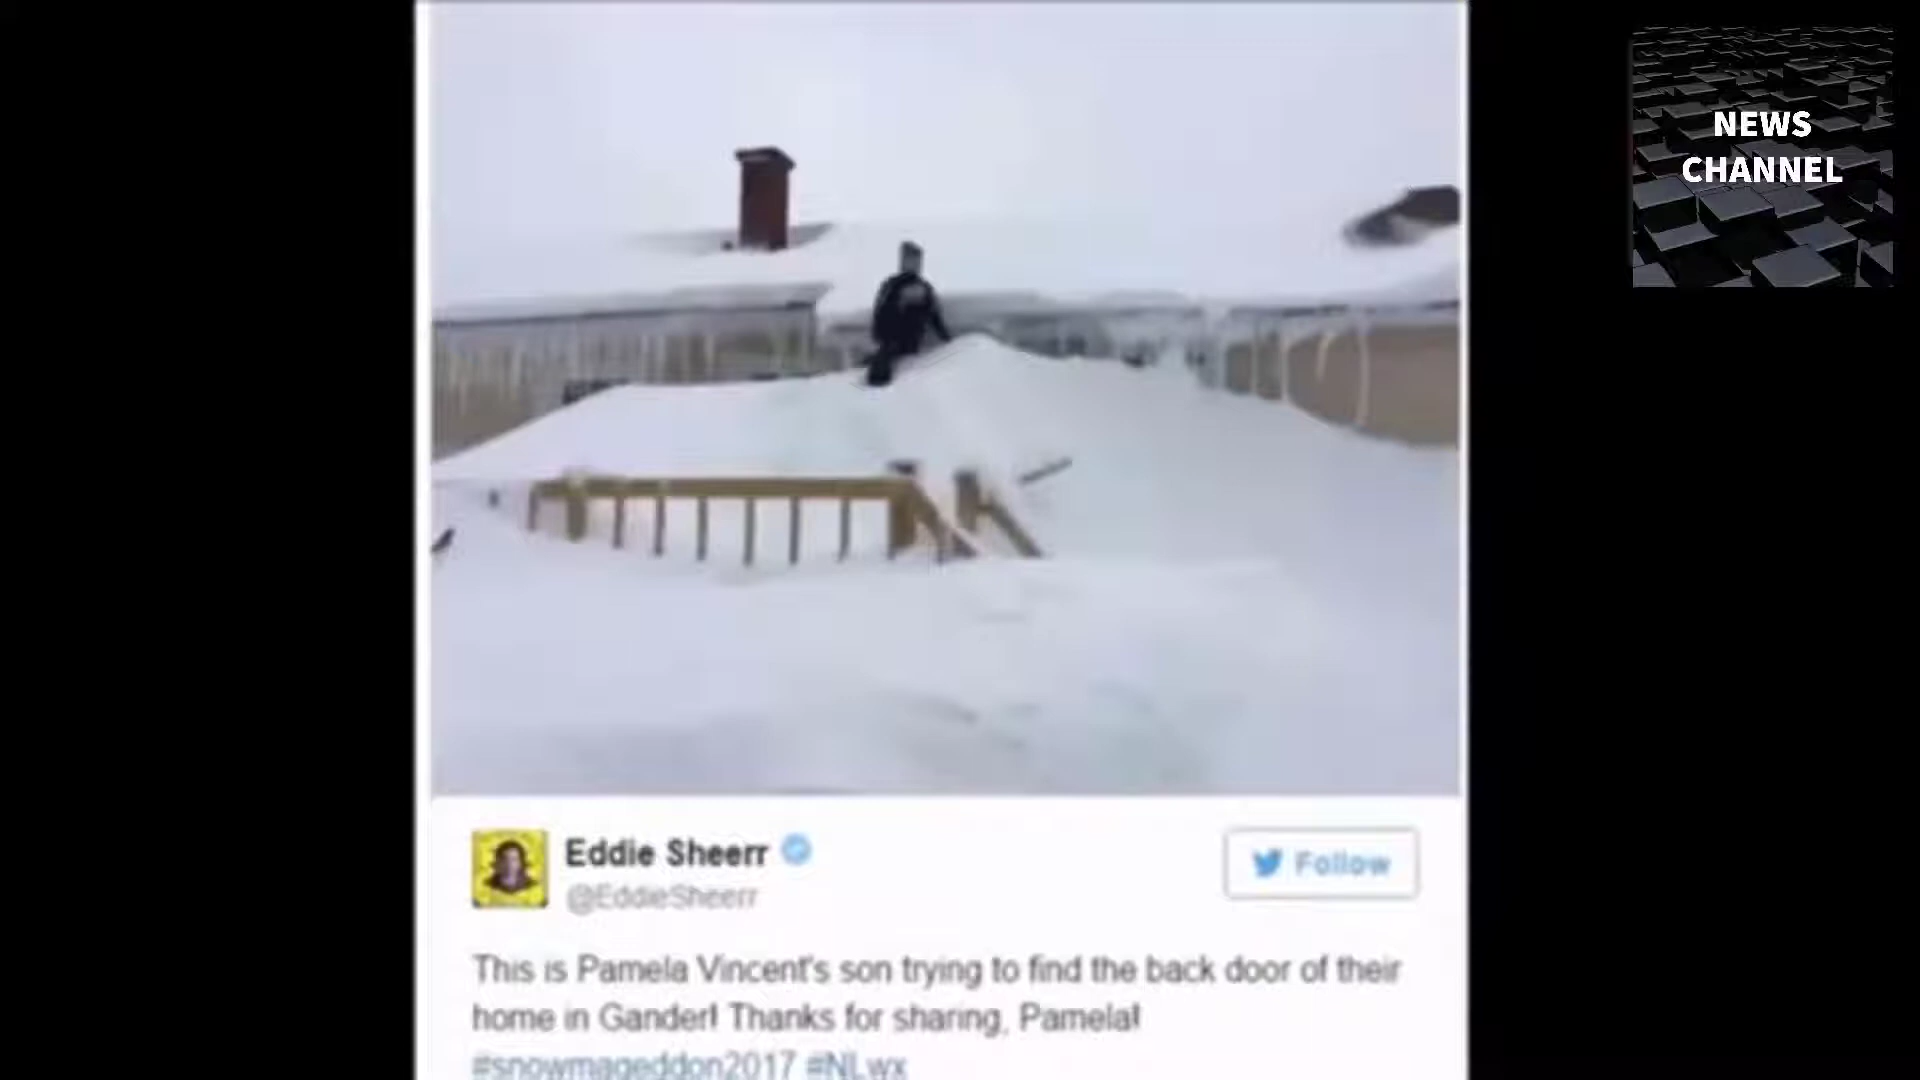 NEWS
CHANNEL
Eddie Sheerr
@EddieSheerr
Follow
This is Pamela Vincent's son trying to find the back door of their
home in Gander! Thanks for sharing, Pamela!
#snowmageddon2017 #NLwx